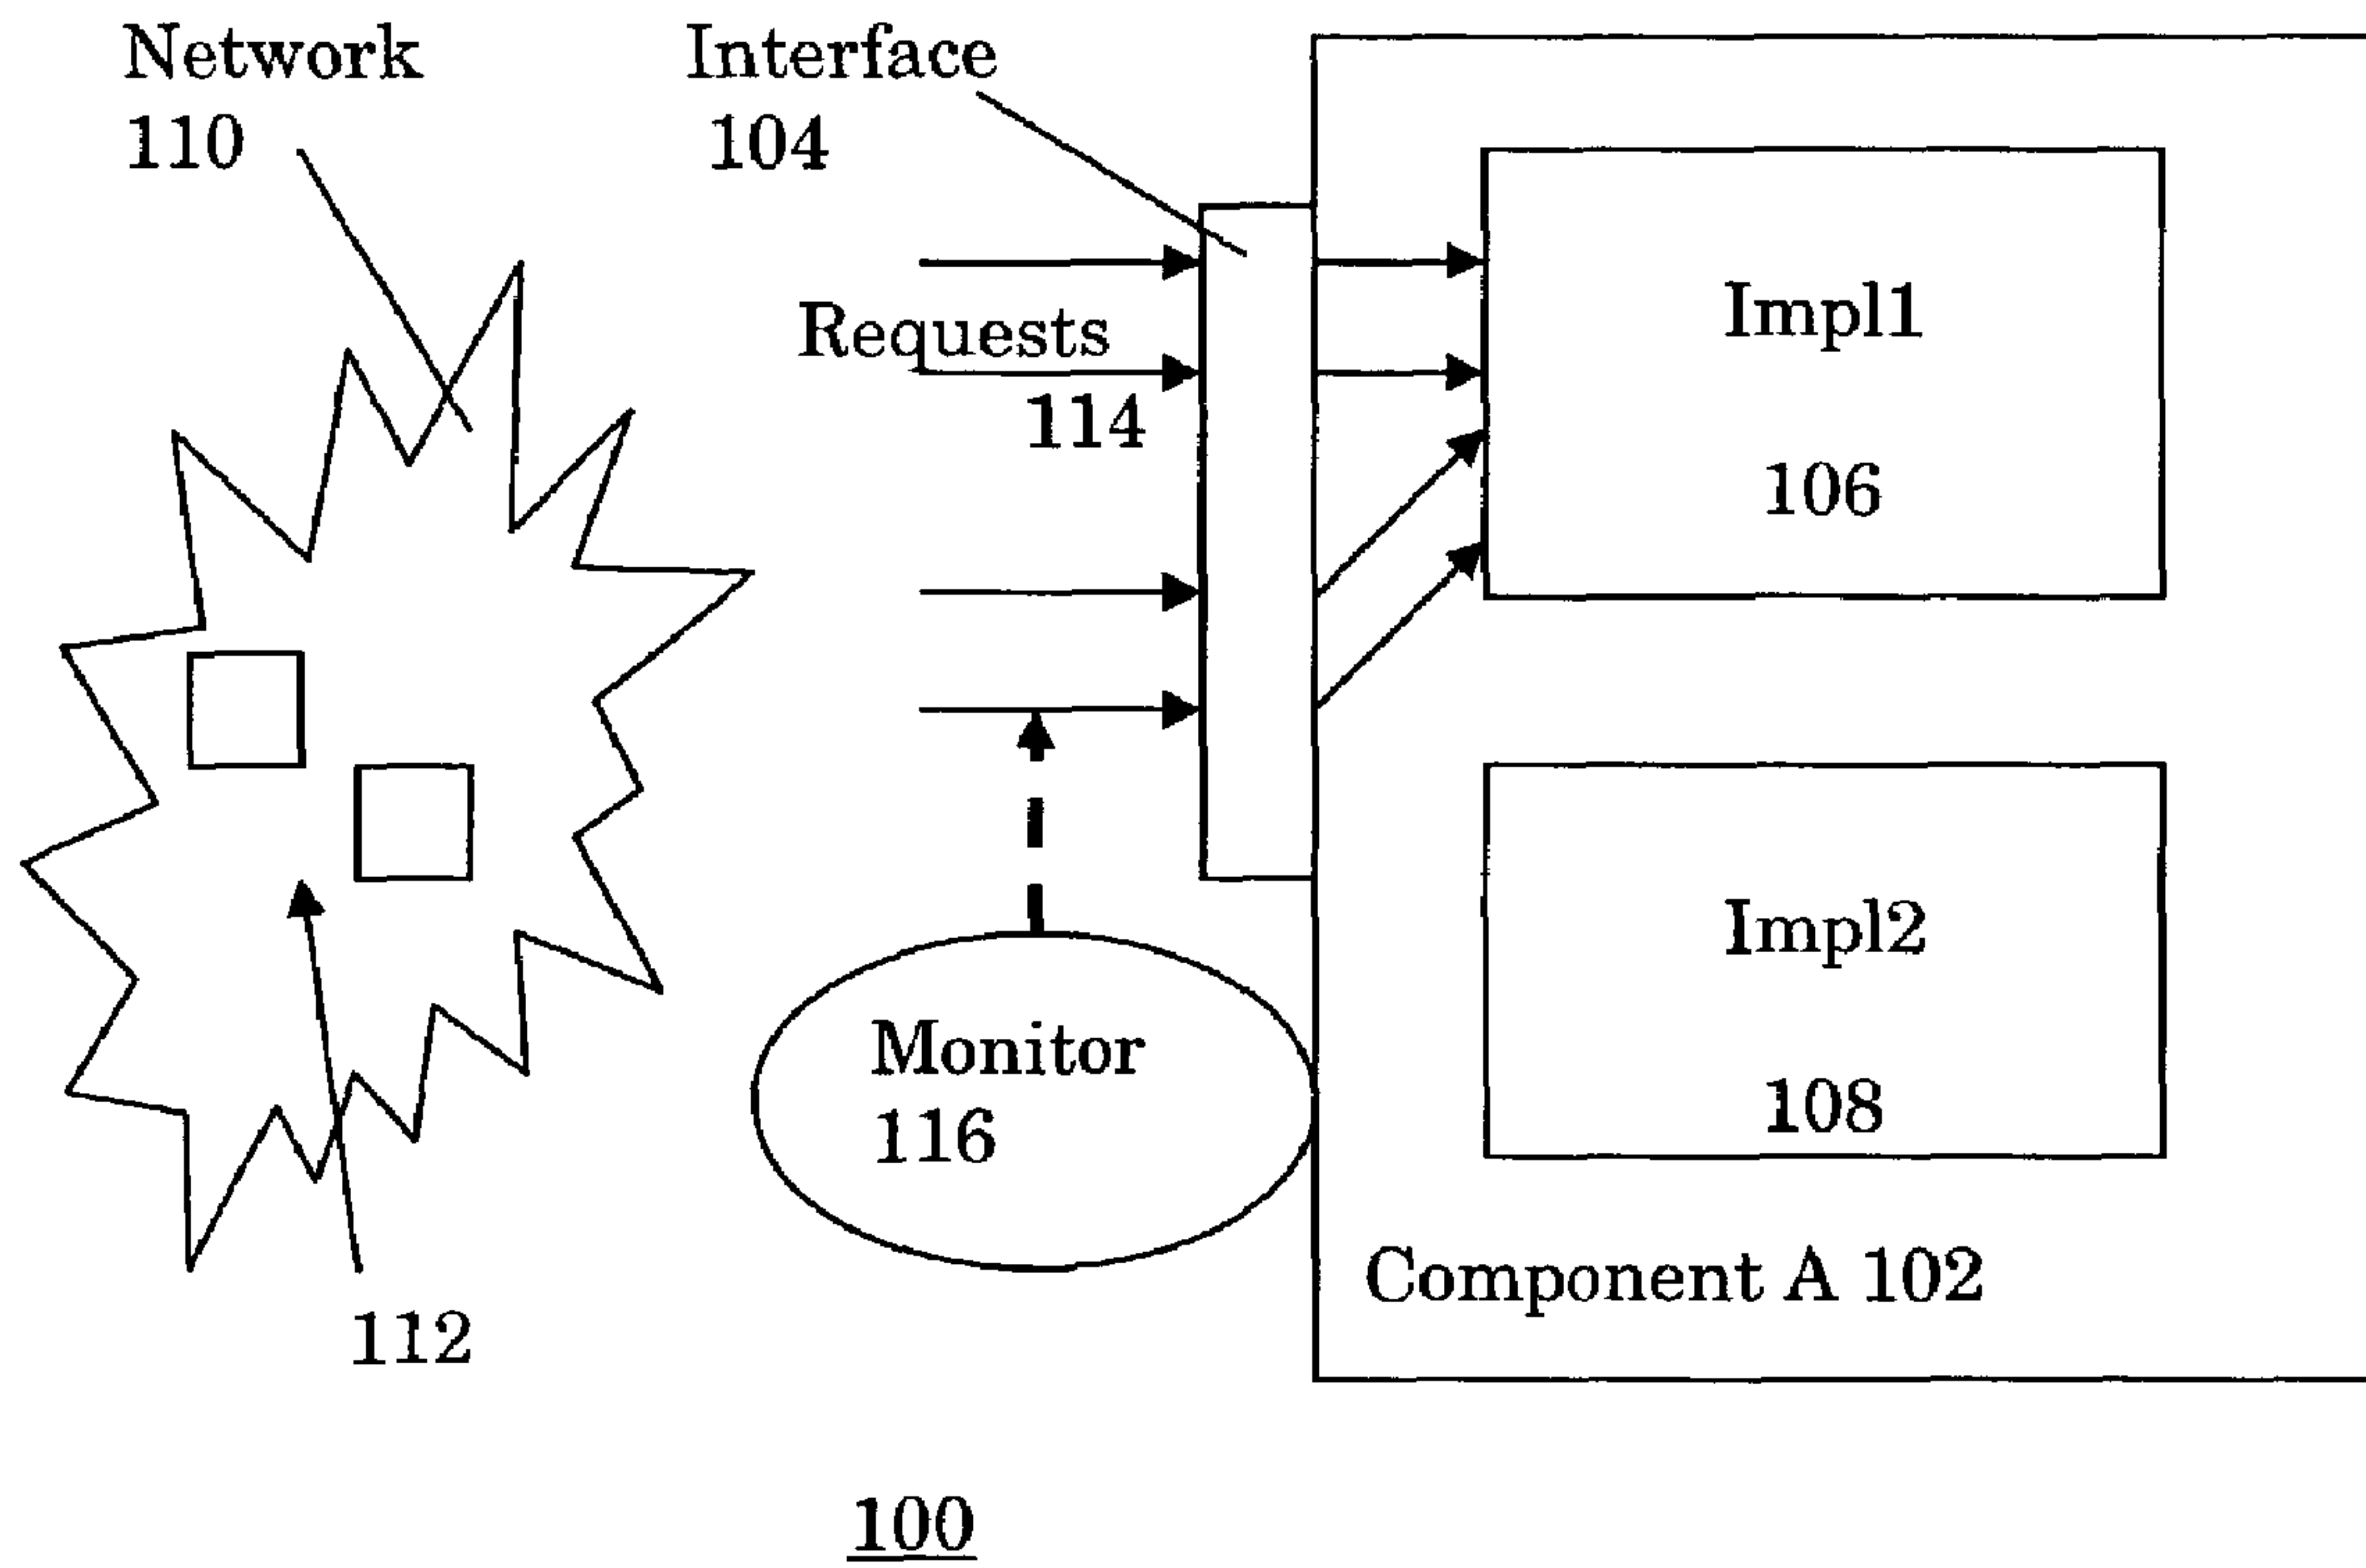 Network
110
Interface
104
Requests
114
Impl1
106
Impl2
108
Monitor
116
Component A 102
112
100